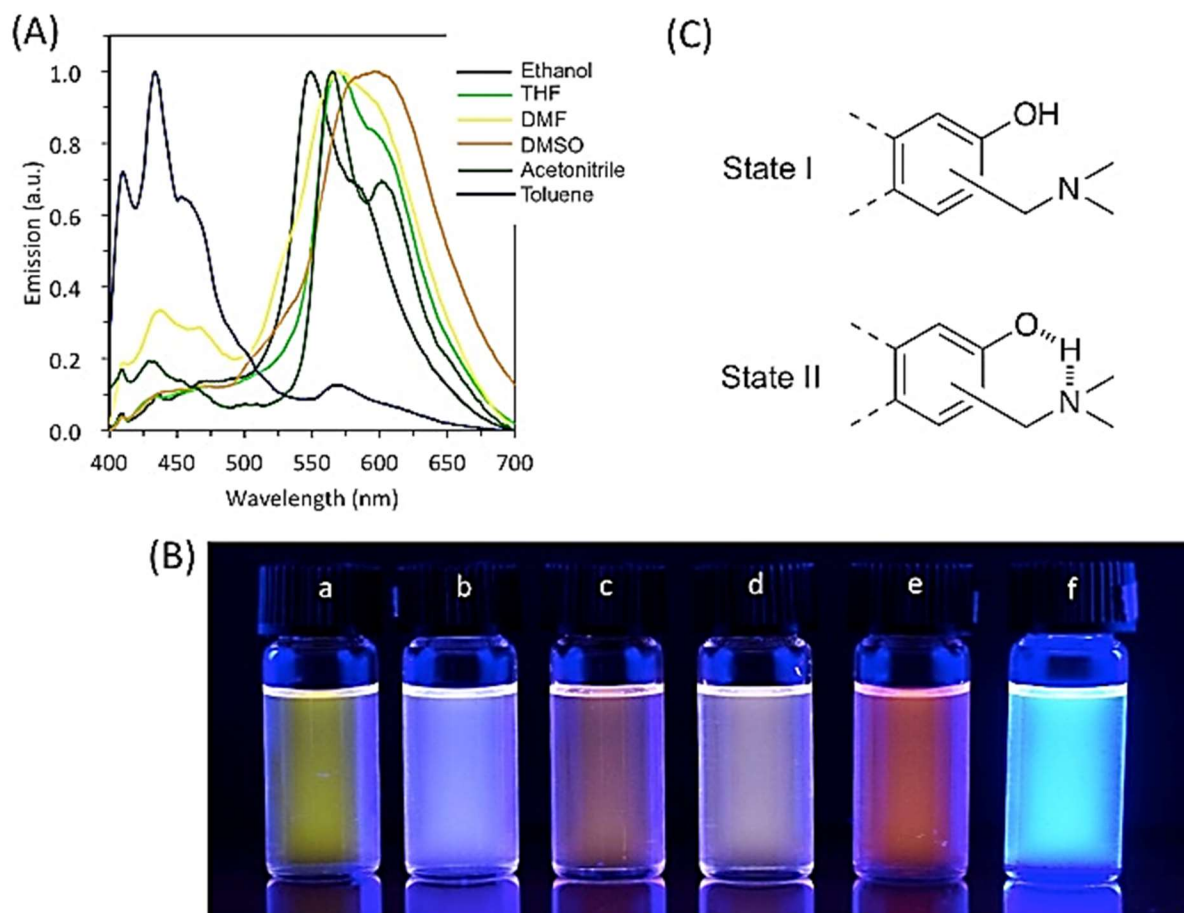 (A)
Emission (a.u.)
1.0
0.8
0.6
0.4
0.2
0.0
400 450 500 550 600 650 700
Wavelength (nm)
Ethanol
THF
DMF
DMSO
Acetonitrile
Toluene
(C)
State I
OH
N
State II
O
H
N
(B)
a b c d e f